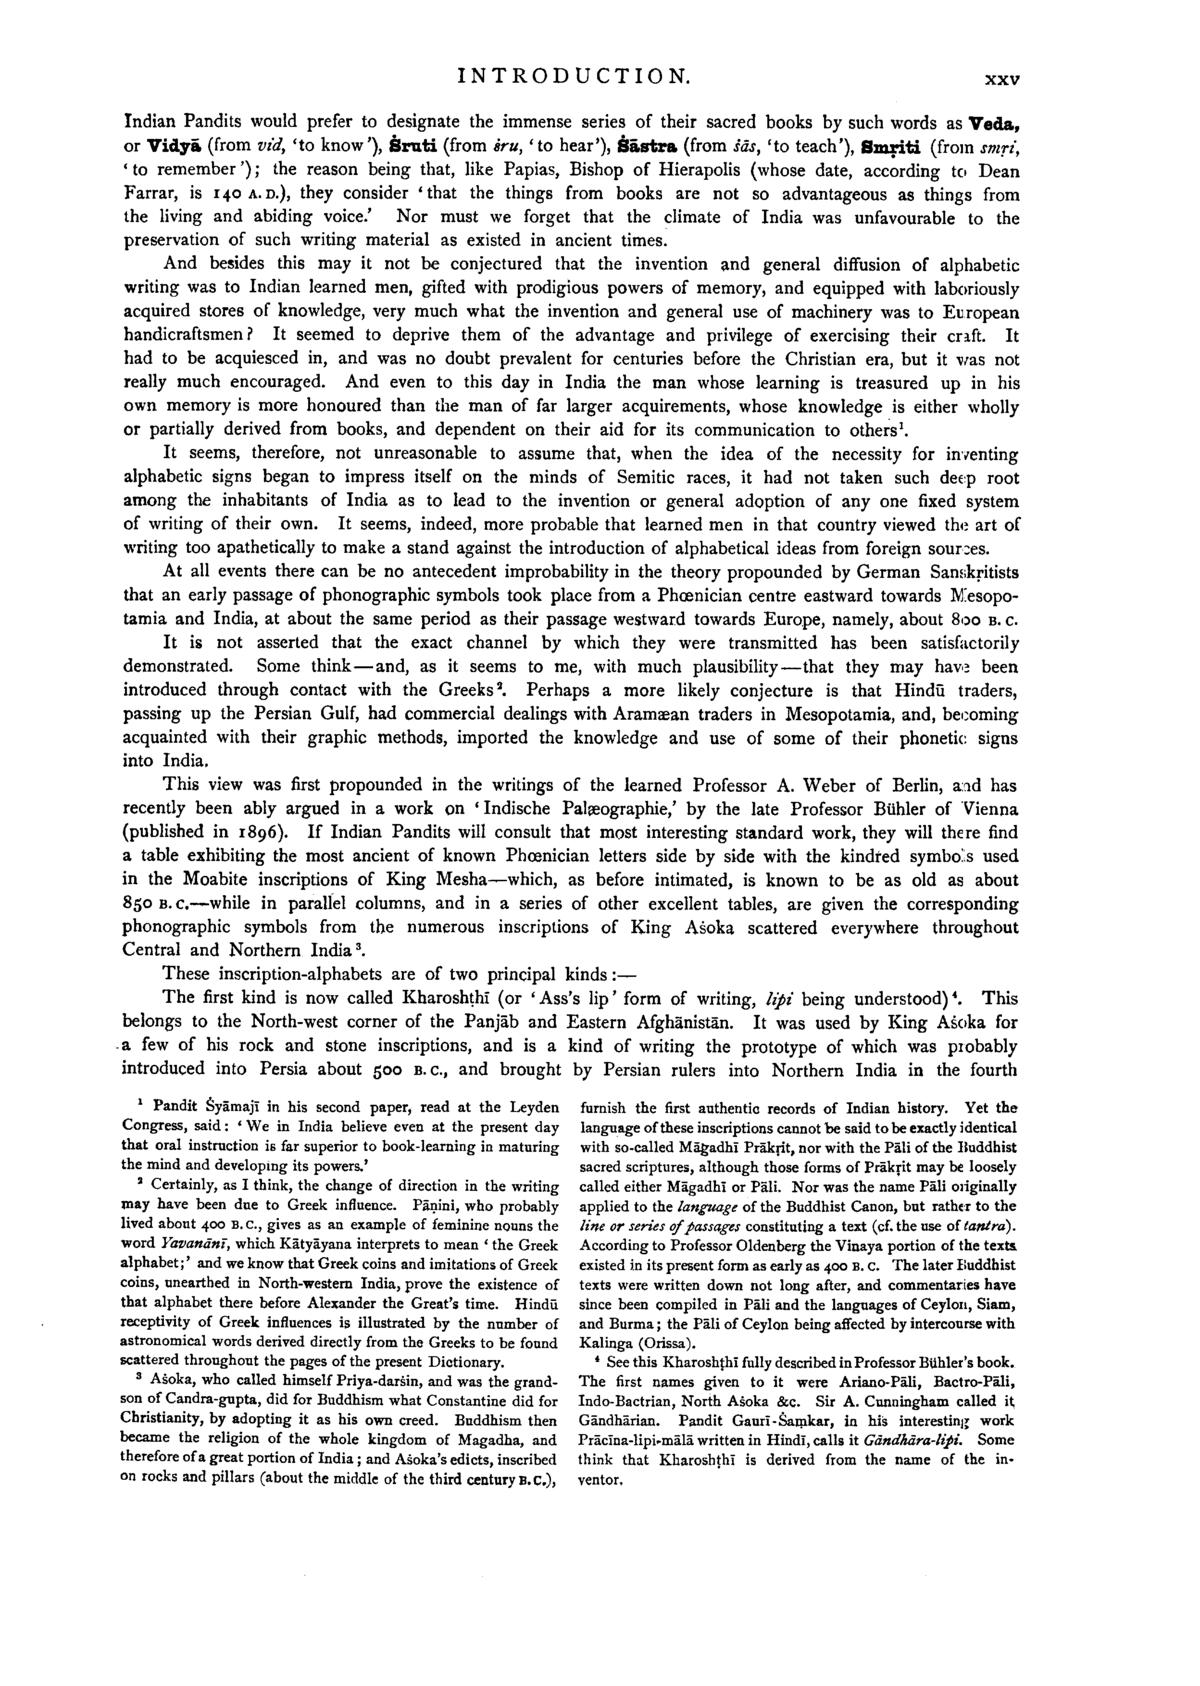 INTRODUCTION. xxv
Indian Pandits would prefer to designate the immense series of their sacred books by such words as Veda,
or Vidyā (from vid, ‘to know’), Śruti (from śru, ‘to hear’), Śāstra (from śās, ‘to teach’), Smṛiti (from smṛi,
‘to remember’); the reason being that, like Papias, Bishop of Hierapolis (whose date, according to Dean
Farrar, is 140 A.D.), they consider ‘that the things from books are not so advantageous as things from
the living and abiding voice.’ Nor must we forget that the climate of India was unfavourable to the
preservation of such writing material as existed in ancient times.
And besides this may it not be conjectured that the invention and general diffusion of alphabetic
writing was to Indian learned men, gifted with prodigious powers of memory, and equipped with laboriously
acquired stores of knowledge, very much what the invention and general use of machinery was to European
handicraftsmen? It seemed to deprive them of the advantage and privilege of exercising their craft. It
had to be acquiesced in, and was no doubt prevalent for centuries before the Christian era, but it was not
really much encouraged. And even to this day in India the man whose learning is treasured up in his
own memory is more honoured than the man of far larger acquirements, whose knowledge is either wholly
or partially derived from books, and dependent on their aid for its communication to others¹.
It seems, therefore, not unreasonable to assume that, when the idea of the necessity for inventing
alphabetic signs began to impress itself on the minds of Semitic races, it had not taken such deep root
among the inhabitants of India as to lead to the invention or general adoption of any one fixed system
of writing of their own. It seems, indeed, more probable that learned men in that country viewed the art of
writing too apathetically to make a stand against the introduction of alphabetical ideas from foreign sources.
At all events there can be no antecedent improbability in the theory propounded by German Sanskṛitists
that an early passage of phonographic symbols took place from a Phœnician centre eastward towards Mesopo-
tamia and India, at about the same period as their passage westward towards Europe, namely, about 800 B.C.
It is not asserted that the exact channel by which they were transmitted has been satisfactorily
demonstrated. Some think—and, as it seems to me, with much plausibility—that they may have been
introduced through contact with the Greeks². Perhaps a more likely conjecture is that Hindū traders,
passing up the Persian Gulf, had commercial dealings with Aramæan traders in Mesopotamia, and, becoming
acquainted with their graphic methods, imported the knowledge and use of some of their phonetic signs
into India.
This view was first propounded in the writings of the learned Professor A. Weber of Berlin, and has
recently been ably argued in a work on ‘Indische Palæographie,’ by the late Professor Bühler of Vienna
(published in 1896). If Indian Pandits will consult that most interesting standard work, they will there find
a table exhibiting the most ancient of known Phœnician letters side by side with the kindred symbols used
in the Moabite inscriptions of King Mesha—which, as before intimated, is known to be as old as about
850 B.C.—while in parallel columns, and in a series of other excellent tables, are given the corresponding
phonographic symbols from the numerous inscriptions of King Aśoka scattered everywhere throughout
Central and Northern India³.
These inscription-alphabets are of two principal kinds:—
The first kind is now called Kharoshṭhī (or ‘Ass’s lip’ form of writing, lipi being understood)⁴. This
belongs to the North-west corner of the Panjāb and Eastern Afghānistān. It was used by King Aśoka for
a few of his rock and stone inscriptions, and is a kind of writing the prototype of which was probably
introduced into Persia about 500 B.C., and brought by Persian rulers into Northern India in the fourth
¹ Pandit Śyāmajī in his second paper, read at the Leyden
Congress, said: ‘We in India believe even at the present day
that oral instruction is far superior to book-learning in maturing
the mind and developing its powers.’
² Certainly, as I think, the change of direction in the writing
may have been due to Greek influence. Pāṇini, who probably
lived about 400 B.C., gives as an example of feminine nouns the
word Yavanānī, which Kātyāyana interprets to mean ‘the Greek
alphabet;’ and we know that Greek coins and imitations of Greek
coins, unearthed in North-western India, prove the existence of
that alphabet there before Alexander the Great’s time. Hindū
receptivity of Greek influences is illustrated by the number of
astronomical words derived directly from the Greeks to be found
scattered throughout the pages of the present Dictionary.
³ Aśoka, who called himself Priya-darśin, and was the grand-
son of Candra-gupta, did for Buddhism what Constantine did for
Christianity, by adopting it as his own creed. Buddhism then
became the religion of the whole kingdom of Magadha, and
therefore of a great portion of India; and Aśoka’s edicts, inscribed
on rocks and pillars (about the middle of the third century B.C.),
furnish the first authentic records of Indian history. Yet the
language of these inscriptions cannot be said to be exactly identical
with so-called Māgadhī Prākṛit, nor with the Pāli of the Buddhist
sacred scriptures, although those forms of Prākṛit may be loosely
called either Māgadhī or Pāli. Nor was the name Pāli originally
applied to the language of the Buddhist Canon, but rather to the
line or series of passages constituting a text (cf. the use of tantra).
According to Professor Oldenberg the Vinaya portion of the texts
existed in its present form as early as 400 B.C. The later Buddhist
texts were written down not long after, and commentaries have
since been compiled in Pāli and the languages of Ceylon, Siam,
and Burma; the Pāli of Ceylon being affected by intercourse with
Kalinga (Orissa).
⁴ See this Kharoshṭhī fully described in Professor Bühler’s book.
The first names given to it were Ariano-Pāli, Bactro-Pāli,
Indo-Bactrian, North Aśoka &c. Sir A. Cunningham called it
Gāndhārian. Pandit Gaurī-Śaṃkar, in his interesting work
Prācīna-lipi-mālā written in Hindī, calls it Gāndhāra-lipi. Some
think that Kharoshṭhī is derived from the name of the in-
ventor.